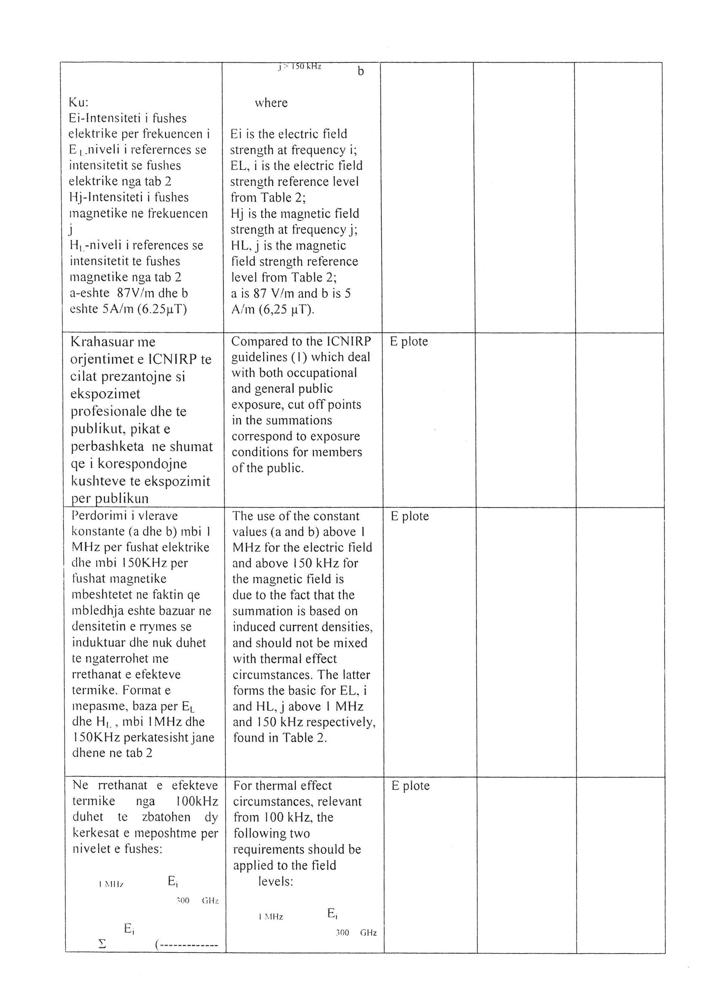 j > 150 kHz b
Ku:
Ei-Intensiteti i fushes
elektrike per frekuencen i
E L-niveli i referernces se
intensitetit se fushes
elektrike nga tab 2
Hj-Intensiteti i fushes
magnetike ne frekuencen
j
HL-niveli i references se
intensitetit te fushes
magnetike nga tab 2
a-eshte 87V/m dhe b
eshte 5A/m (6.25µT)
where
Ei is the electric field
strength at frequency i;
EL, i is the electric field
strength reference level
from Table 2;
Hj is the magnetic field
strength at frequency j;
HL, j is the magnetic
field strength reference
level from Table 2;
a is 87 V/m and b is 5
A/m (6,25 µT).
Krahasuar me
orjentimet e ICNIRP te
cilat prezantojne si
ekspozimet
profesionale dhe te
publikut, pikat e
perbashketa ne shumat
qe i korespondojne
kushteve te ekspozimit
per publikun
Compared to the ICNIRP
guidelines (1) which deal
with both occupational
and general public
exposure, cut off points
in the summations
correspond to exposure
conditions for members
of the public.
E plote
Perdorimi i vlerave
konstante (a dhe b) mbi 1
MHz per fushat elektrike
dhe mbi 150KHz per
fushat magnetike
mbeshtetet ne faktin qe
mbledhja eshte bazuar ne
densitetin e rrymes se
induktuar dhe nuk duhet
te ngaterrohet me
rrethanat e efekteve
termike. Format e
mepasme, baza per EL
dhe HL , mbi 1MHz dhe
150KHz perkatesisht jane
dhene ne tab 2
The use of the constant
values (a and b) above 1
MHz for the electric field
and above 150 kHz for
the magnetic field is
due to the fact that the
summation is based on
induced current densities,
and should not be mixed
with thermal effect
circumstances. The latter
forms the basic for EL, i
and HL, j above 1 MHz
and 150 kHz respectively,
found in Table 2.
E plote
Ne rrethanat e efekteve
termike nga 100kHz
duhet te zbatohen dy
kerkesat e meposhtme per
nivelet e fushes:
1 MHz Ei
300 GHz
Ei
Σ (-------------
For thermal effect
circumstances, relevant
from 100 kHz, the
following two
requirements should be
applied to the field
levels:
1 MHz Ei
300 GHz
E plote